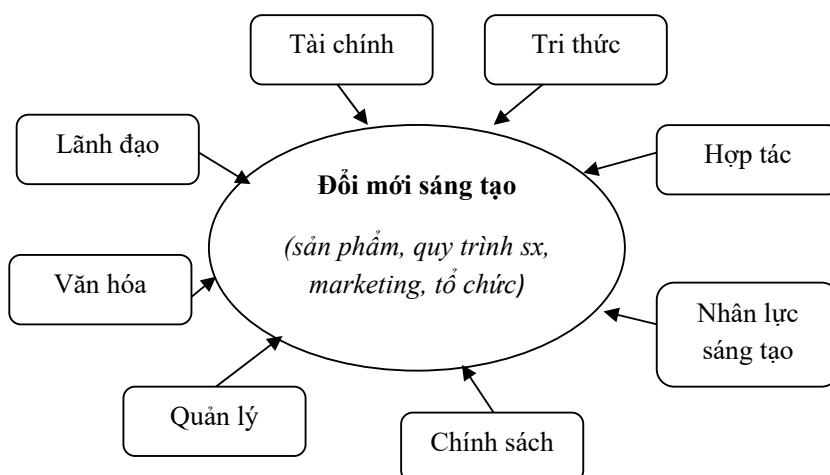 Tài chính
Tri thức
Lãnh đạo
Hợp tác
Đổi mới sáng tạo
(sản phẩm, quy trình sx,
marketing, tổ chức)
Văn hóa
Nhân lực
sáng tạo
Quản lý
Chính sách